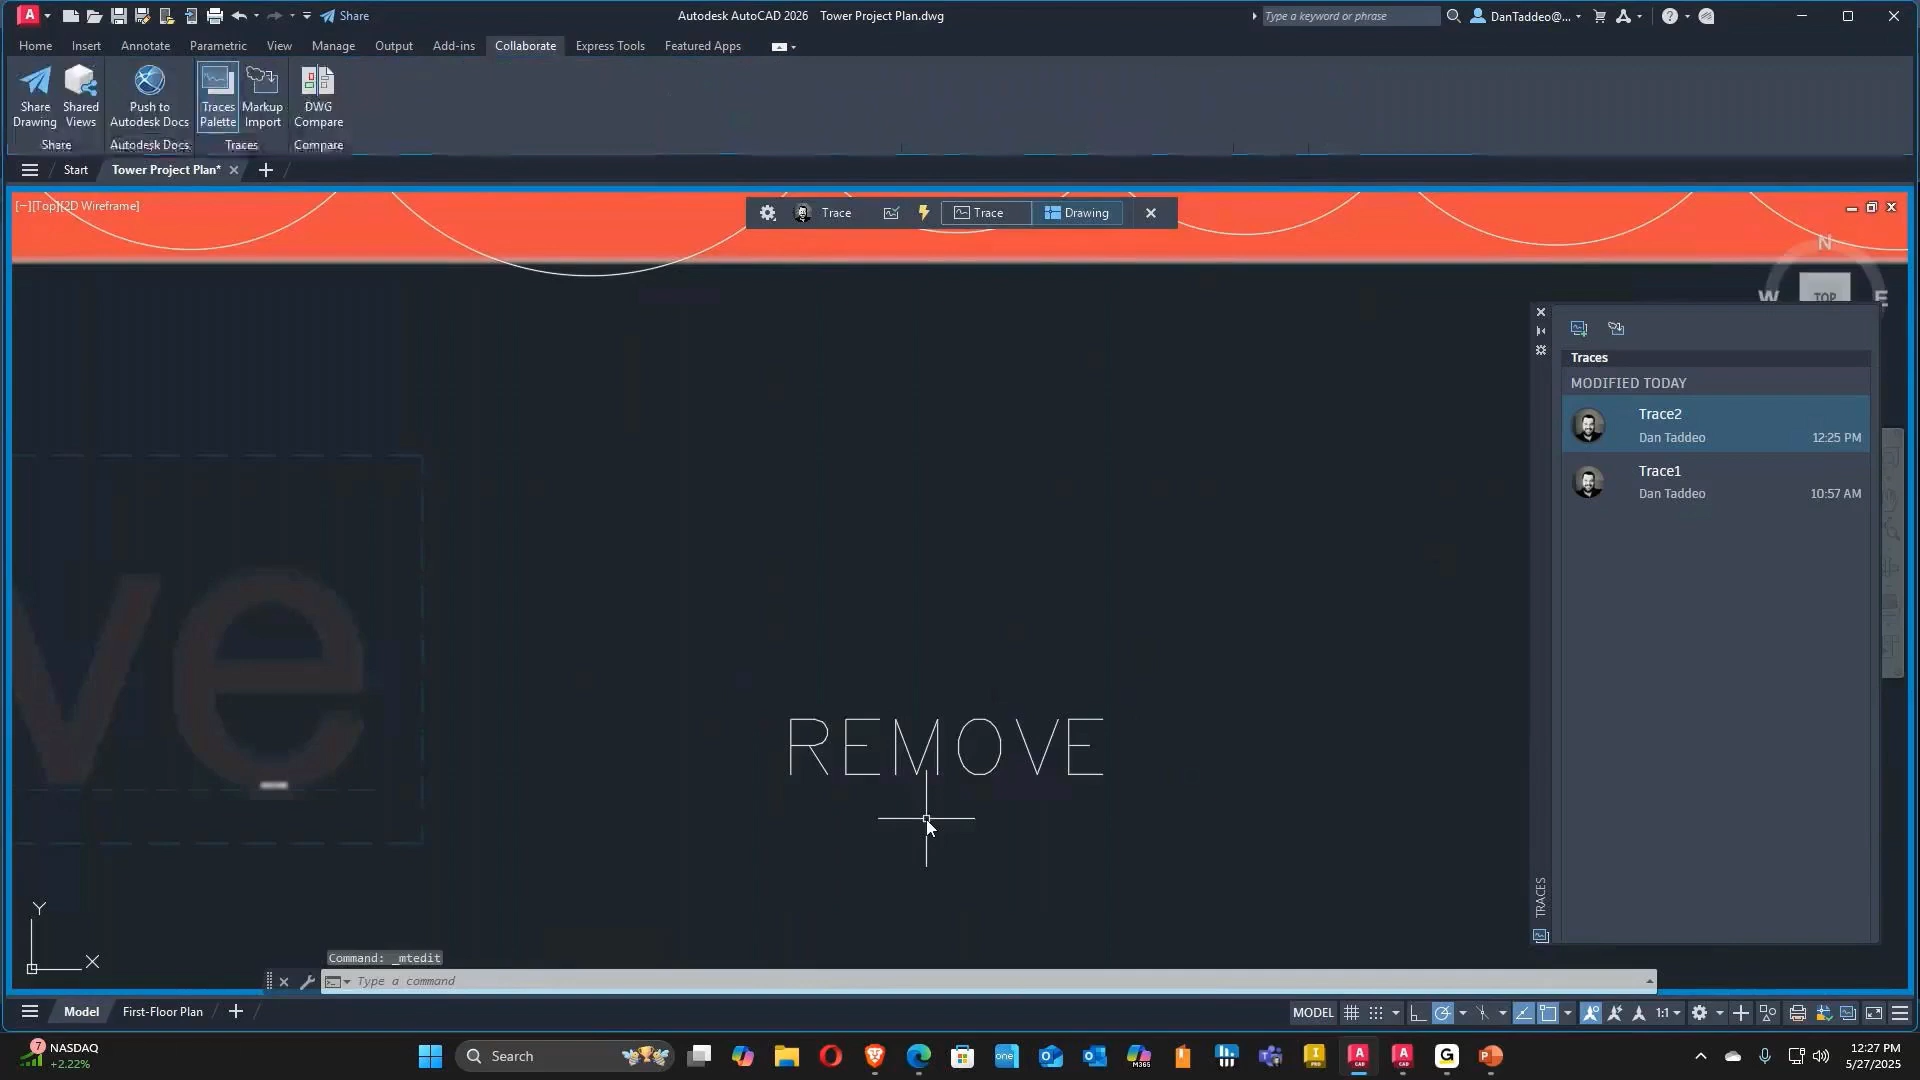 Share
Autodesk AutoCAD 2026 Tower Project Plan.dwg
Type a keyword or phrase
DanTaddeo@...
Home Insert Annotate Parametric View Manage Output Add-ins Collaborate Express Tools Featured Apps
Share Drawing
Shared Views
Push to Autodesk Docs
Traces Palette
Markup Import
DWG Compare
Share Autodesk Docs Traces Compare
Start Tower Project Plan*
[−][Top][2D Wireframe]
Trace Trace Drawing
N
W TOP E
Traces
MODIFIED TODAY
Trace2
Dan Taddeo 12:25 PM
Trace1
Dan Taddeo 10:57 AM
ve
REMOVE
TRACES
Y
X
Command: _mtedit
Type a command
Model First-Floor Plan
MODEL 1:1
7 NASDAQ
+2.22%
Search
12:27 PM
5/27/2025